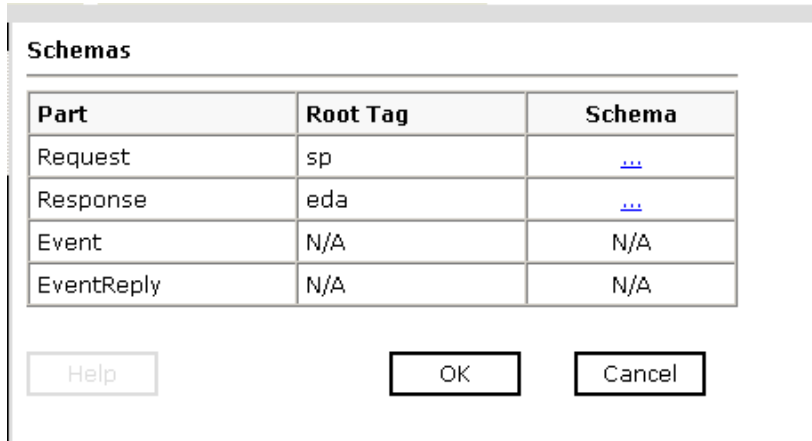 Schemas
Part Root Tag Schema
Request sp ...
Response eda ...
Event N/A N/A
EventReply N/A N/A
Help OK Cancel